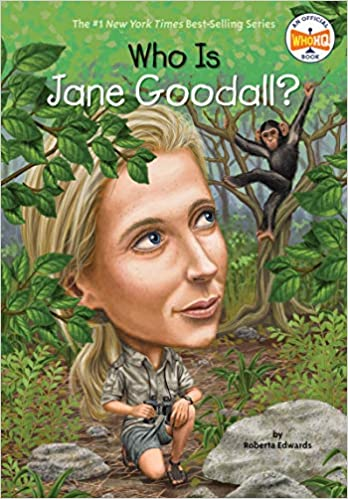 The #1 New York Times Best-Selling Series
AN OFFICIAL
WHO HQ
BOOK
Who Is
Jane Goodall?
by
Roberta Edwards